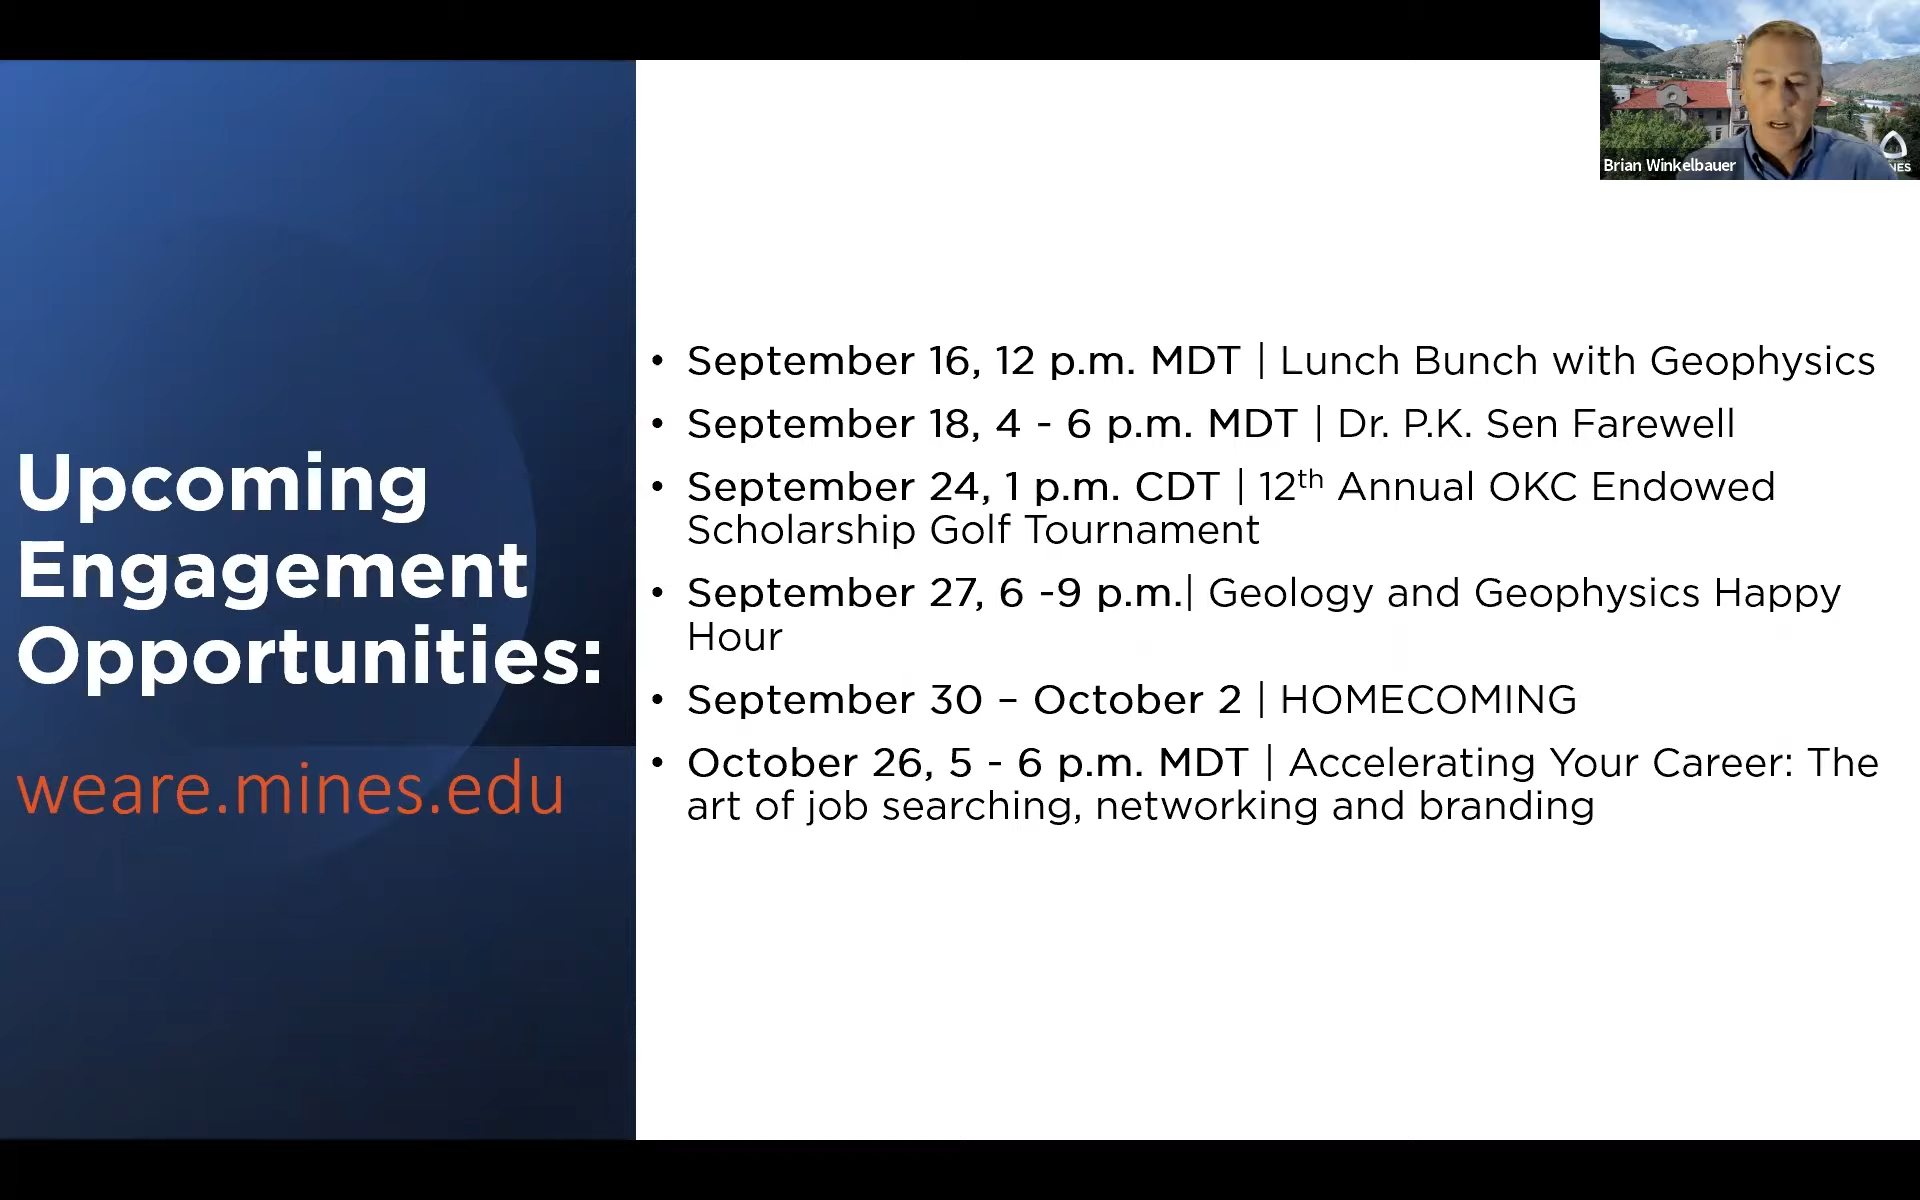 Brian Winkelbauer
NES
Upcoming
Engagement
Opportunities:
weare.mines.edu
• September 16, 12 p.m. MDT | Lunch Bunch with Geophysics
• September 18, 4 - 6 p.m. MDT | Dr. P.K. Sen Farewell
• September 24, 1 p.m. CDT | 12th Annual OKC Endowed
Scholarship Golf Tournament
• September 27, 6 -9 p.m.| Geology and Geophysics Happy
Hour
• September 30 – October 2 | HOMECOMING
• October 26, 5 - 6 p.m. MDT | Accelerating Your Career: The
art of job searching, networking and branding